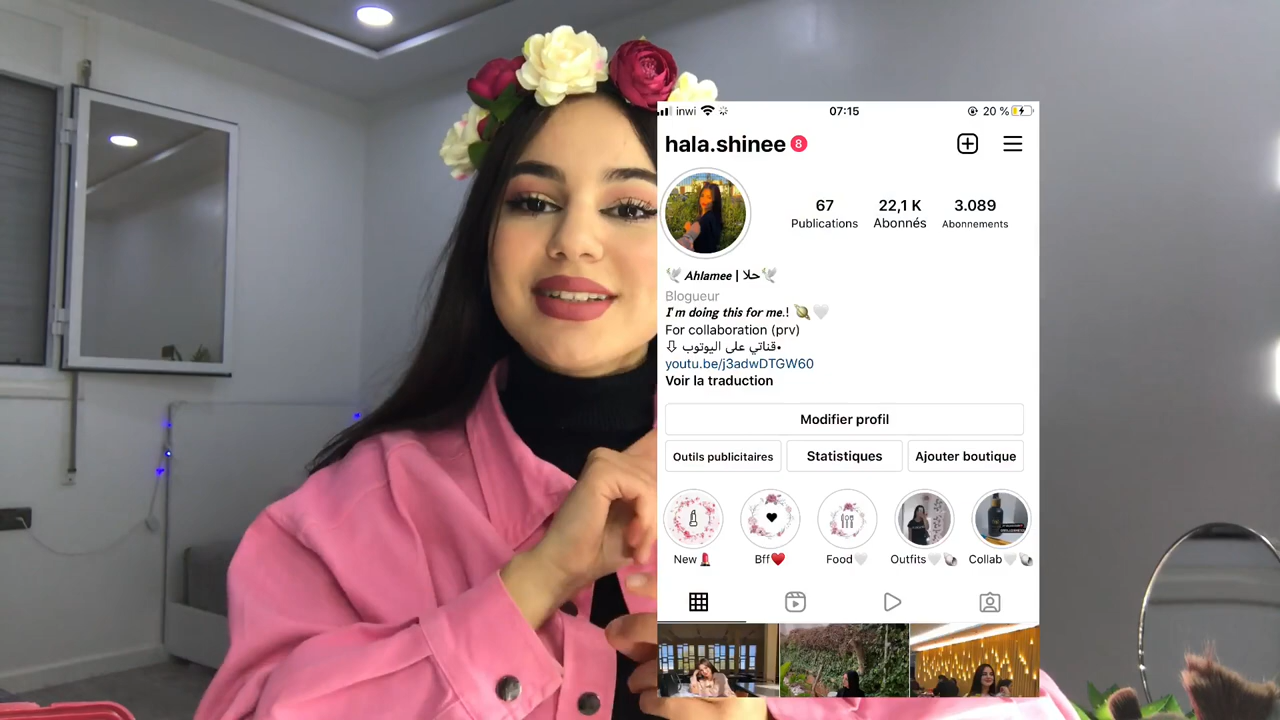 inwi 07:15 20 %
hala.shinee 8
67 22,1 K 3.089
Publications Abonnés Abonnements
🕊 Ahlamee | حلا 🕊
Blogueur
I'm doing this for me.! 🪐🤍
For collaboration (prv)
•قناتي على اليوتوب ⇩
youtu.be/j3adwDTGW60
Voir la traduction
Modifier profil
Outils publicitaires Statistiques Ajouter boutique
New💄 Bff❤️ Food🤍 Outfits🤍🐚 Collab🤍🐚